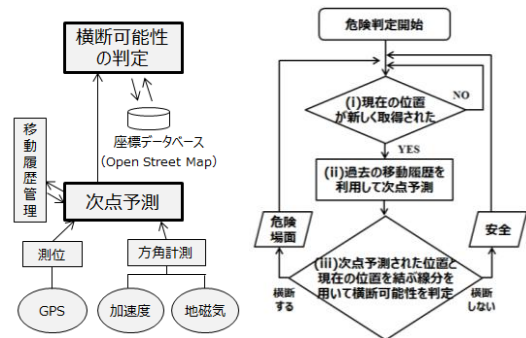 横断可能性
の判定
座標データベース
(Open Street Map)
移動履歴管理
次点予測
測位
方角計測
GPS
加速度
地磁気
危険判定開始
(i)現在の位置
が新しく取得された
NO
YES
(ii)過去の移動履歴を
利用して次点予測
危険
場面
安全
(iii)次点予測された位置と
現在の位置を結ぶ線分を
用いて横断可能性を判定
横断
する
横断
しない